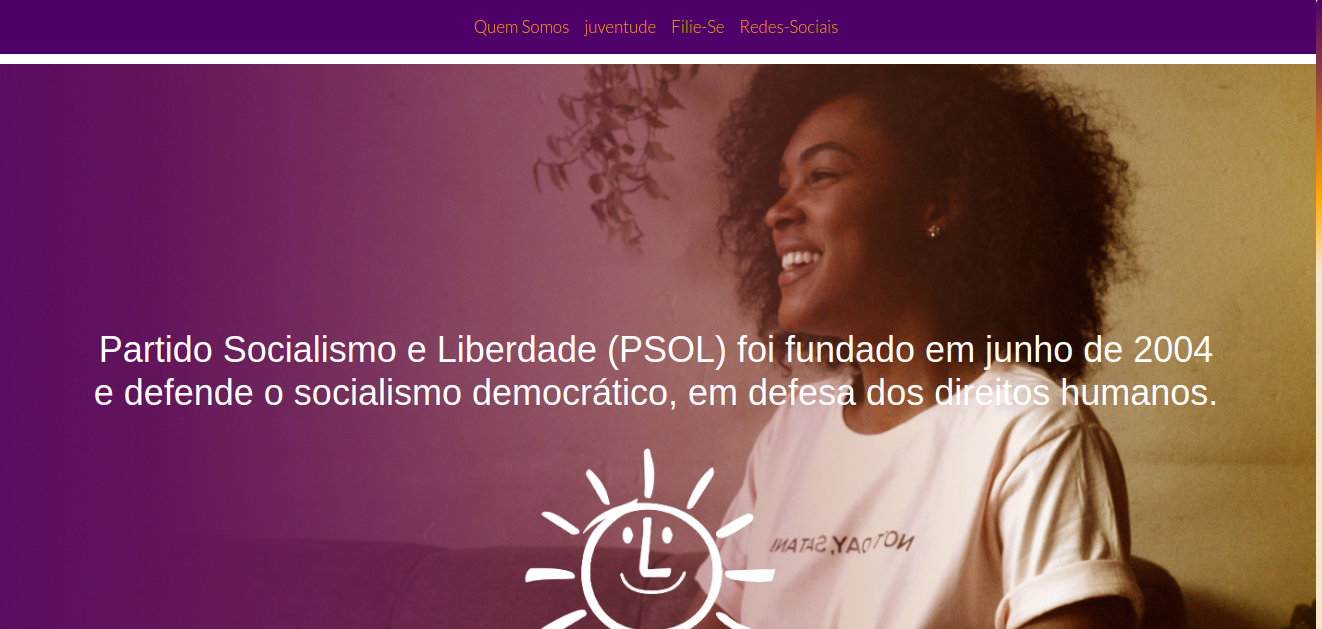 Quem Somos juventude Filie-Se Redes-Sociais
Partido Socialismo e Liberdade (PSOL) foi fundado em junho de 2004
e defende o socialismo democrático, em defesa dos direitos humanos.
NOT TODAY, SATAN!